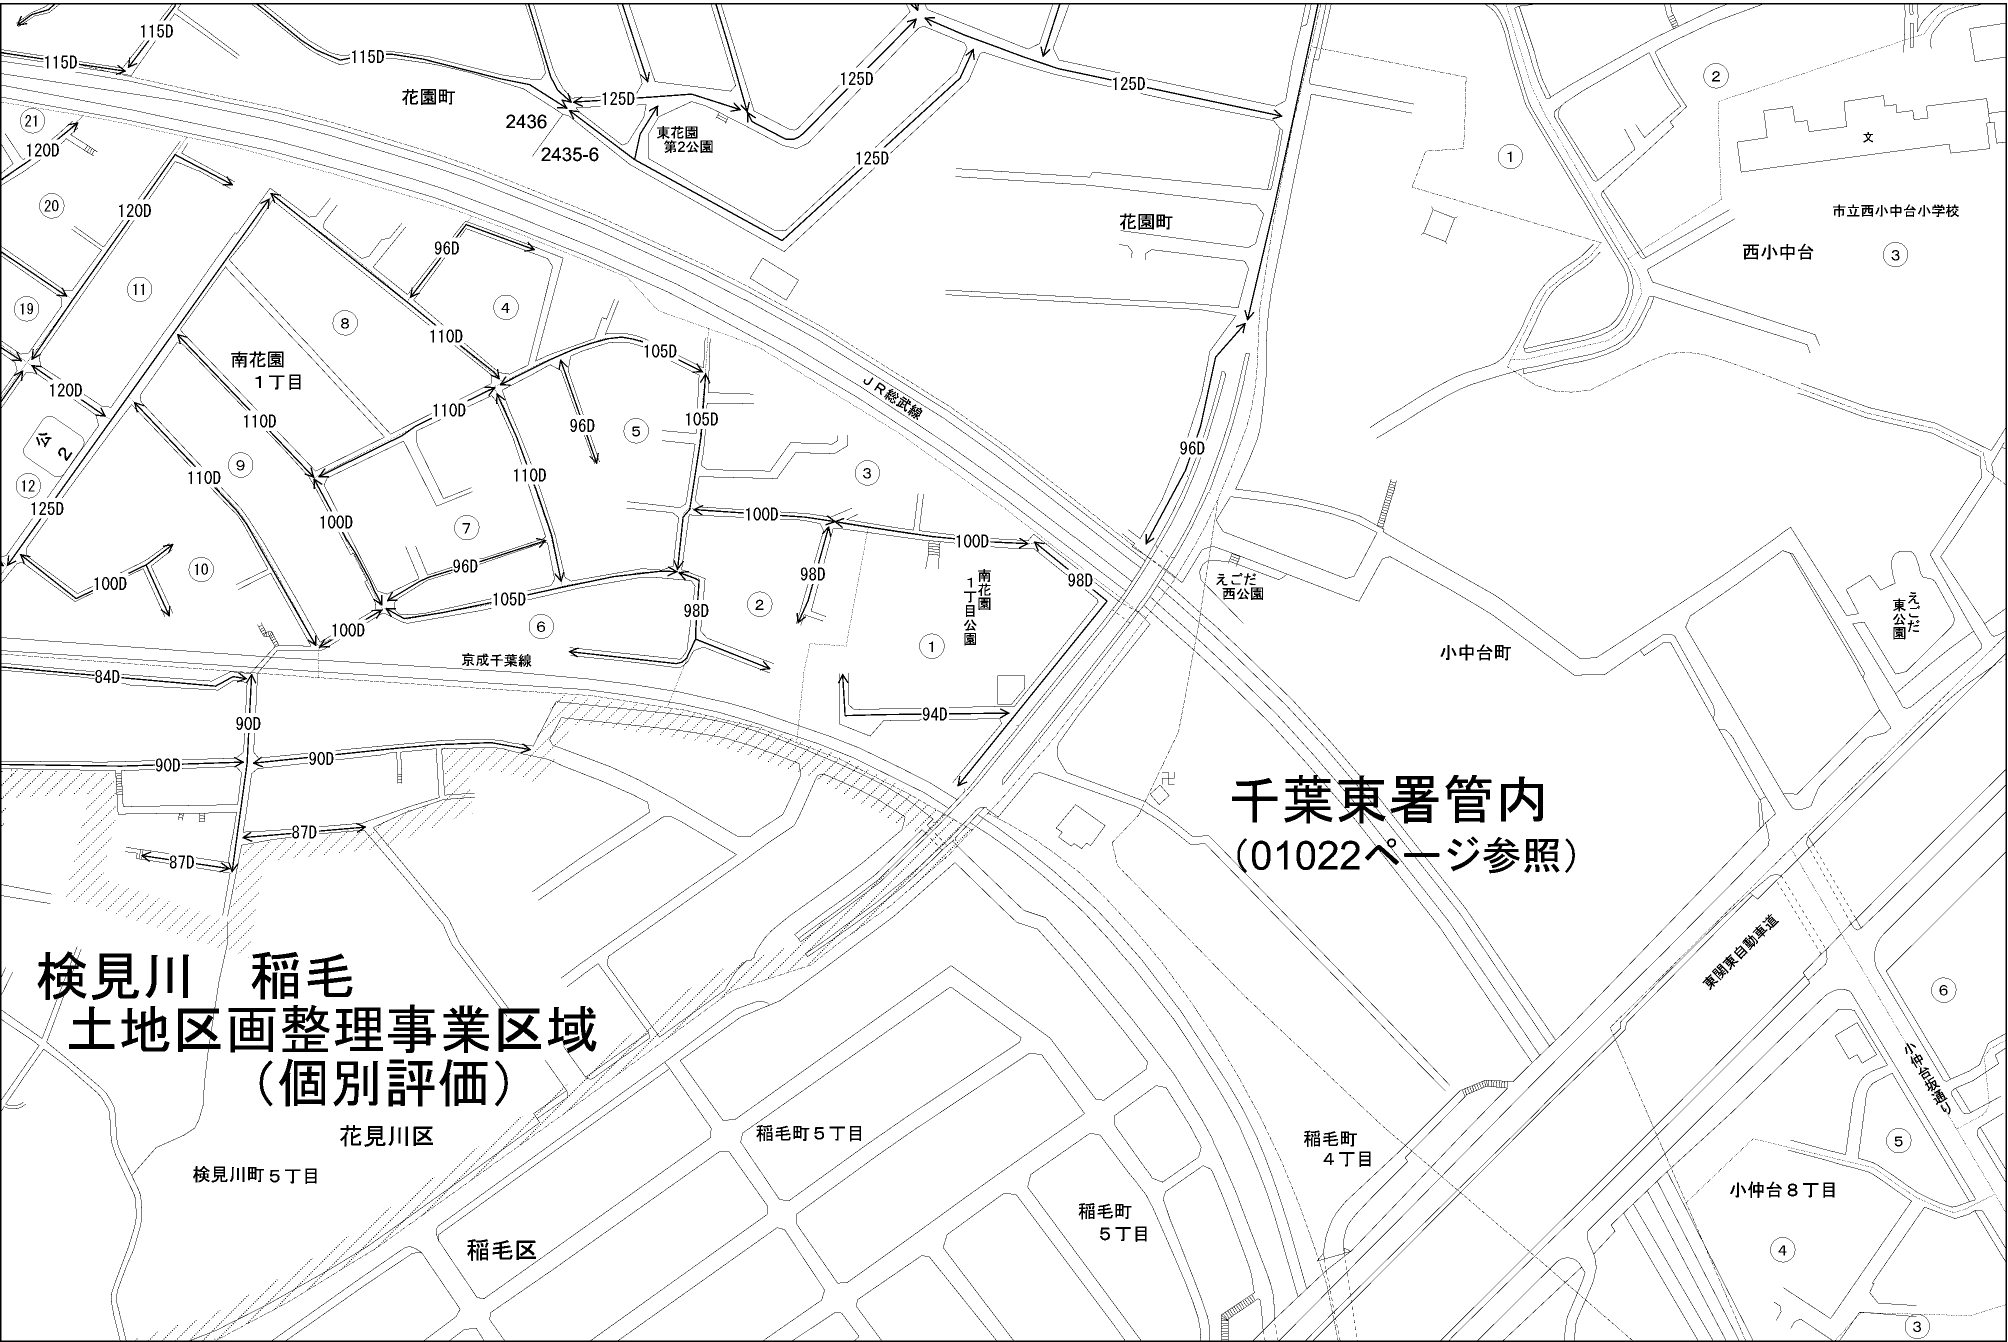 115D
115D
115D
花園町
125D
125D
125D
2436
2435-6
東花園
第2公園
125D
花園町
21
120D
20
120D
19
11
120D
公
2
12
125D
96D
4
110D
8
南花園
1丁目
110D
110D
105D
96D
5
105D
9
110D
110D
100D
7
96D
3
100D
100D
98D
98D
10
100D
100D
105D
98D
6
2
1
南花園
1丁目公園
94D
京成千葉線
JR総武線
96D
84D
90D
90D
90D
87D
87D
1
2
文
市立西小中台小学校
西小中台
3
えごだ
西公園
えごだ
東公園
小中台町
千葉東署管内
(01022ページ参照)
検見川 稲毛
土地区画整理事業区域
(個別評価)
花見川区
検見川町5丁目
稲毛区
稲毛町5丁目
稲毛町
5丁目
稲毛町
4丁目
東関東自動車道
小仲台坂通り
6
5
小仲台8丁目
4
3